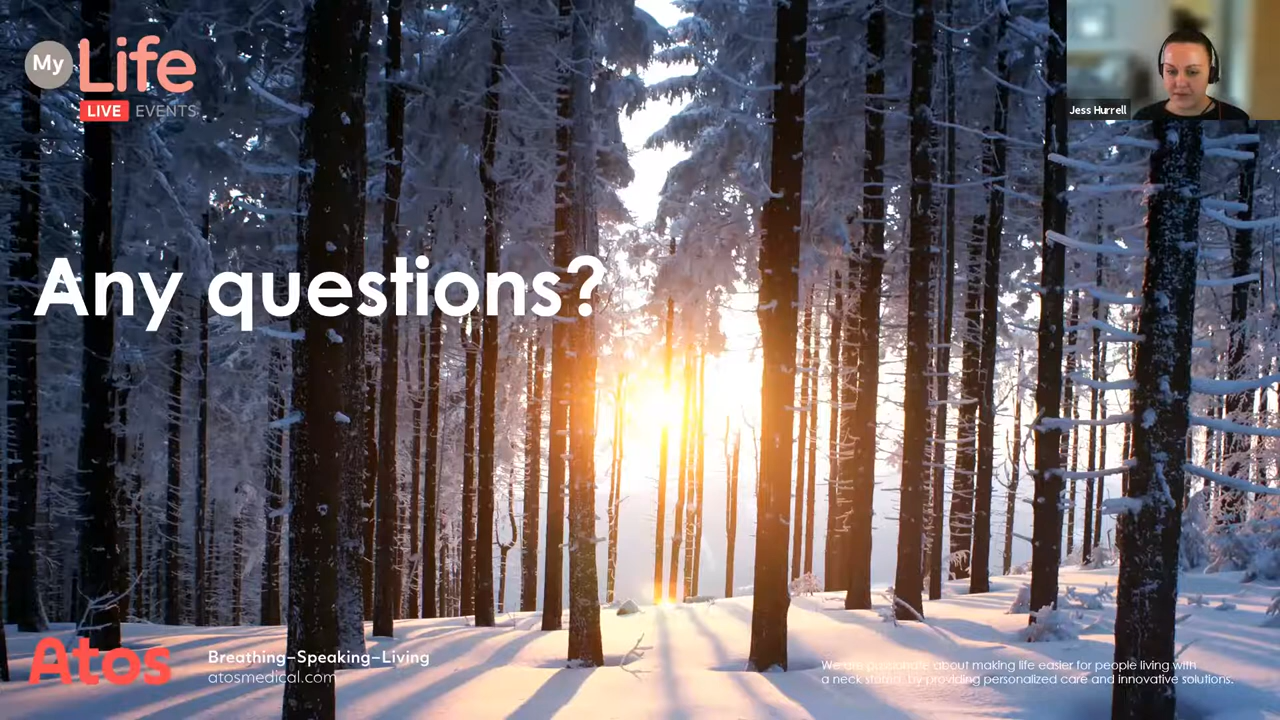 My Life
LIVE EVENTS
Jess Hurrell
Any questions?
Atos
Breathing–Speaking–Living
atosmedical.com
We are passionate about making life easier for people living with
a neck stoma, by providing personalized care and innovative solutions.